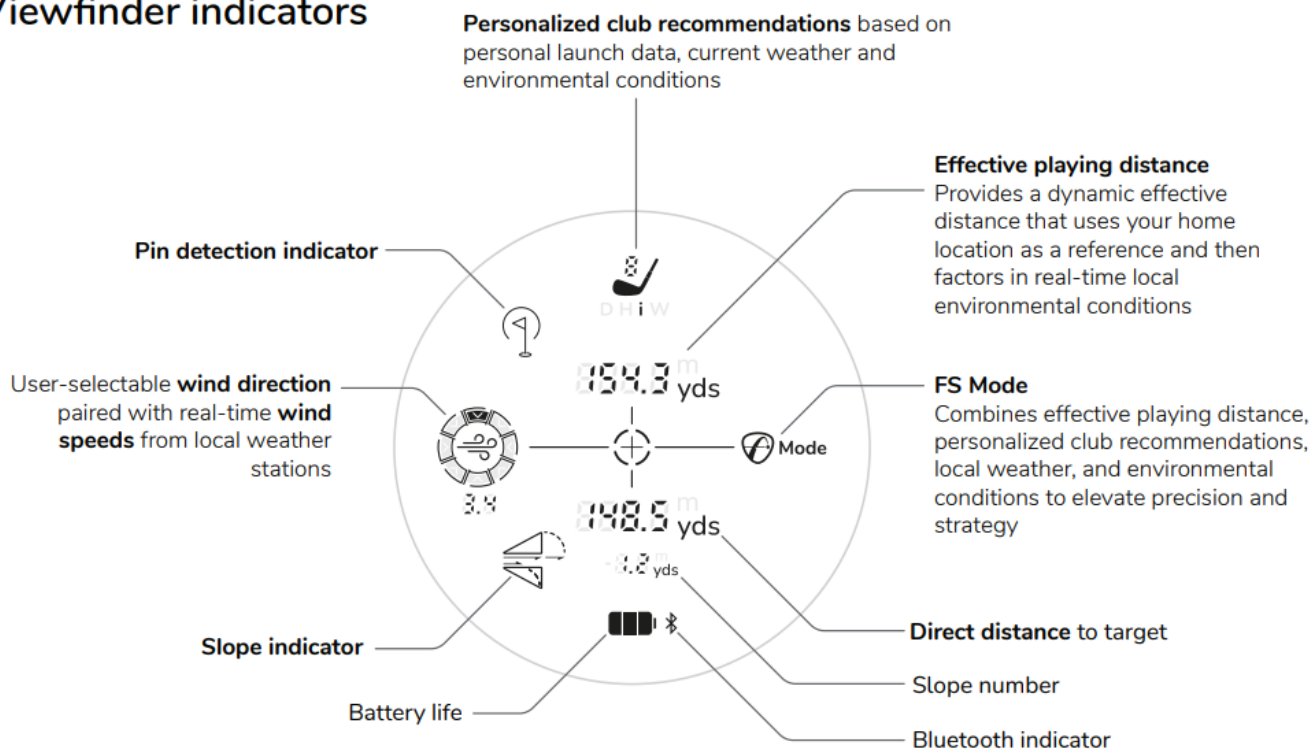 Viewfinder indicators
Personalized club recommendations based on
personal launch data, current weather and
environmental conditions
Effective playing distance
Provides a dynamic effective
distance that uses your home
location as a reference and then
factors in real-time local
environmental conditions
Pin detection indicator
8
D H i W
m
154.3 yds
User-selectable wind direction
paired with real-time wind
speeds from local weather
stations
FS Mode
Combines effective playing distance,
personalized club recommendations,
local weather, and environmental
conditions to elevate precision and
strategy
Mode
3.4
m
148.5 yds
m
1.2 yds
Slope indicator
Direct distance to target
Battery life
Slope number
Bluetooth indicator